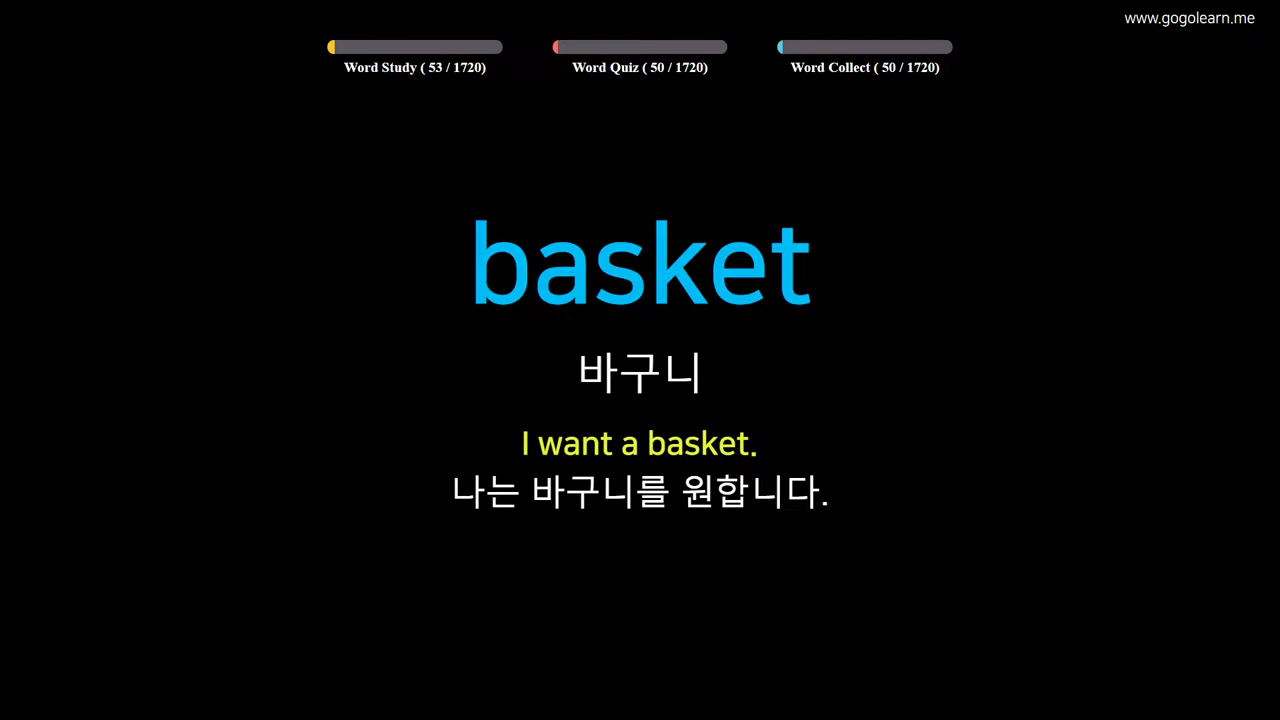 www.gogolearn.me
Word Study ( 53 / 1720)
Word Quiz ( 50 / 1720)
Word Collect ( 50 / 1720)
basket
바구니
I want a basket.
나는 바구니를 원합니다.